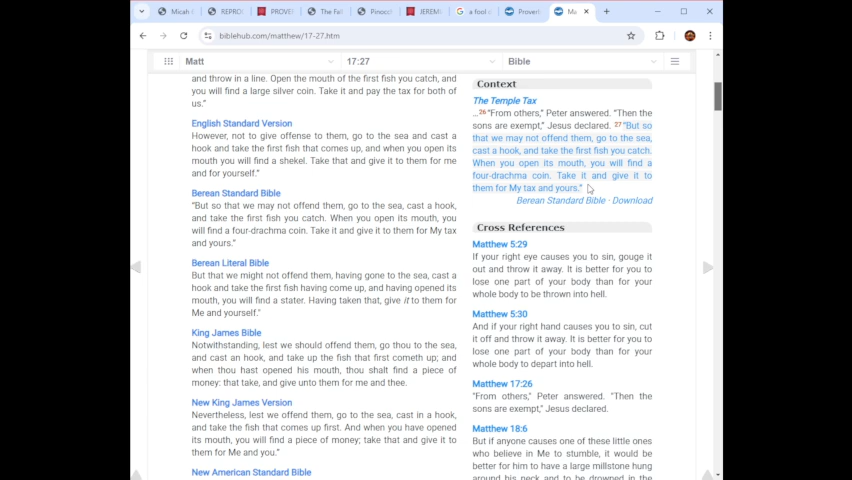 Micah
REPRO
PROVE
The Fal
Pinocc
JEREM
a fool
Proverb
Ma
biblehub.com/matthew/17-27.htm
Matt
17:27
Bible
and throw in a line. Open the mouth of the first fish you catch, and
you will find a large silver coin. Take it and pay the tax for both of
us.”
English Standard Version
However, not to give offense to them, go to the sea and cast a
hook and take the first fish that comes up, and when you open its
mouth you will find a shekel. Take that and give it to them for me
and for yourself.”
Berean Standard Bible
“But so that we may not offend them, go to the sea, cast a hook,
and take the first fish you catch. When you open its mouth, you
will find a four-drachma coin. Take it and give it to them for My tax
and yours.”
Berean Literal Bible
But that we might not offend them, having gone to the sea, cast a
hook and take the first fish having come up, and having opened its
mouth, you will find a stater. Having taken that, give it to them for
Me and yourself."
King James Bible
Notwithstanding, lest we should offend them, go thou to the sea,
and cast an hook, and take up the fish that first cometh up; and
when thou hast opened his mouth, thou shalt find a piece of
money: that take, and give unto them for me and thee.
New King James Version
Nevertheless, lest we offend them, go to the sea, cast in a hook,
and take the fish that comes up first. And when you have opened
its mouth, you will find a piece of money; take that and give it to
them for Me and you.”
New American Standard Bible
Context
The Temple Tax
…26“From others,” Peter answered. “Then the
sons are exempt,” Jesus declared. 27“But so
that we may not offend them, go to the sea,
cast a hook, and take the first fish you catch.
When you open its mouth, you will find a
four-drachma coin. Take it and give it to
them for My tax and yours.”
Berean Standard Bible · Download
Cross References
Matthew 5:29
If your right eye causes you to sin, gouge it
out and throw it away. It is better for you to
lose one part of your body than for your
whole body to be thrown into hell.
Matthew 5:30
And if your right hand causes you to sin, cut
it off and throw it away. It is better for you to
lose one part of your body than for your
whole body to depart into hell.
Matthew 17:26
"From others," Peter answered. "Then the
sons are exempt," Jesus declared.
Matthew 18:6
But if anyone causes one of these little ones
who believe in Me to stumble, it would be
better for him to have a large millstone hung
around his neck and to be drowned in the